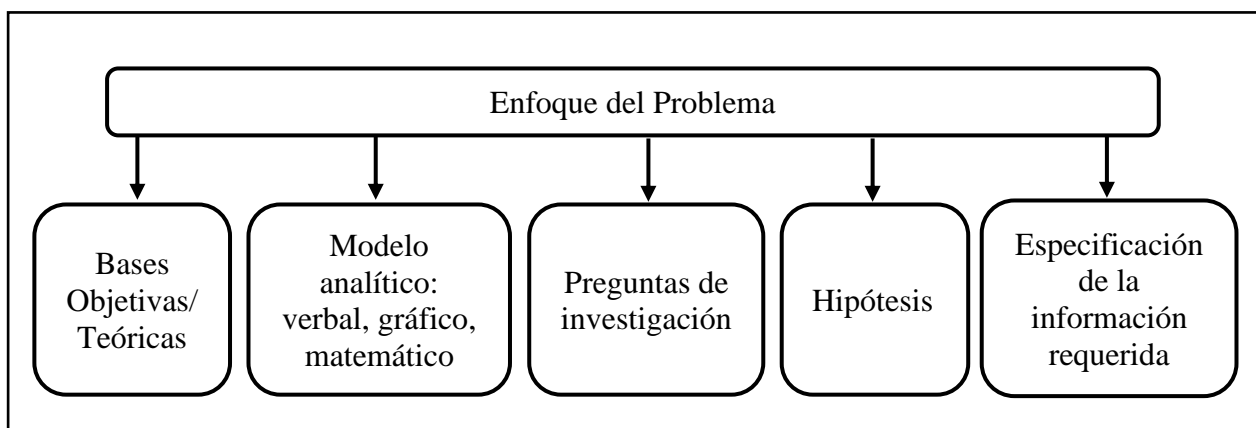 Enfoque del Problema
Bases
Objetivas/
Teóricas
Modelo
analítico:
verbal, gráfico,
matemático
Preguntas de
investigación
Hipótesis
Especificación
de la
información
requerida